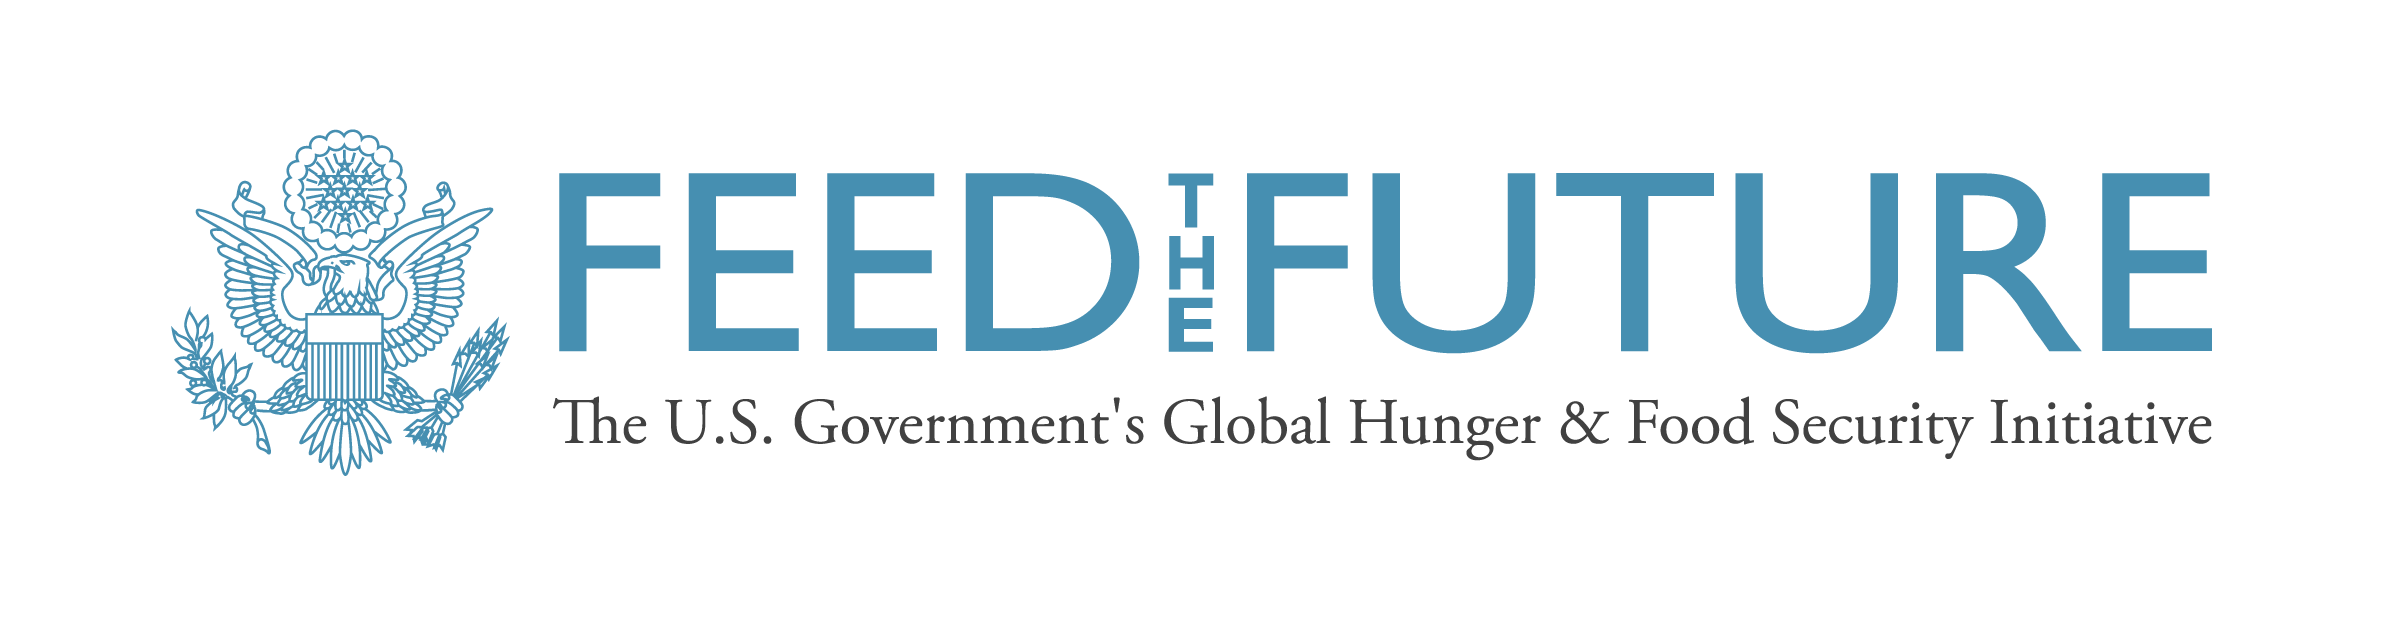 FEED THE FUTURE
The U.S. Government's Global Hunger & Food Security Initiative